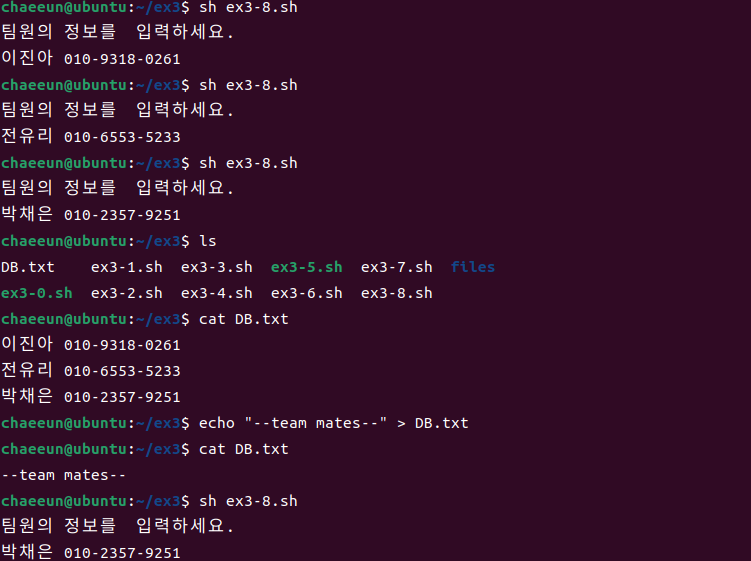 chaeeun@ubuntu:~/ex3$ sh ex3-8.sh
팀원의 정보를  입력하세요.
이진아 010-9318-0261
chaeeun@ubuntu:~/ex3$ sh ex3-8.sh
팀원의 정보를  입력하세요.
전유리 010-6553-5233
chaeeun@ubuntu:~/ex3$ sh ex3-8.sh
팀원의 정보를  입력하세요.
박채은 010-2357-9251
chaeeun@ubuntu:~/ex3$ ls
DB.txt    ex3-1.sh  ex3-3.sh  ex3-5.sh  ex3-7.sh  files
ex3-0.sh  ex3-2.sh  ex3-4.sh  ex3-6.sh  ex3-8.sh
chaeeun@ubuntu:~/ex3$ cat DB.txt
이진아 010-9318-0261
전유리 010-6553-5233
박채은 010-2357-9251
chaeeun@ubuntu:~/ex3$ echo "--team mates--" > DB.txt
chaeeun@ubuntu:~/ex3$ cat DB.txt
--team mates--
chaeeun@ubuntu:~/ex3$ sh ex3-8.sh
팀원의 정보를  입력하세요.
박채은 010-2357-9251